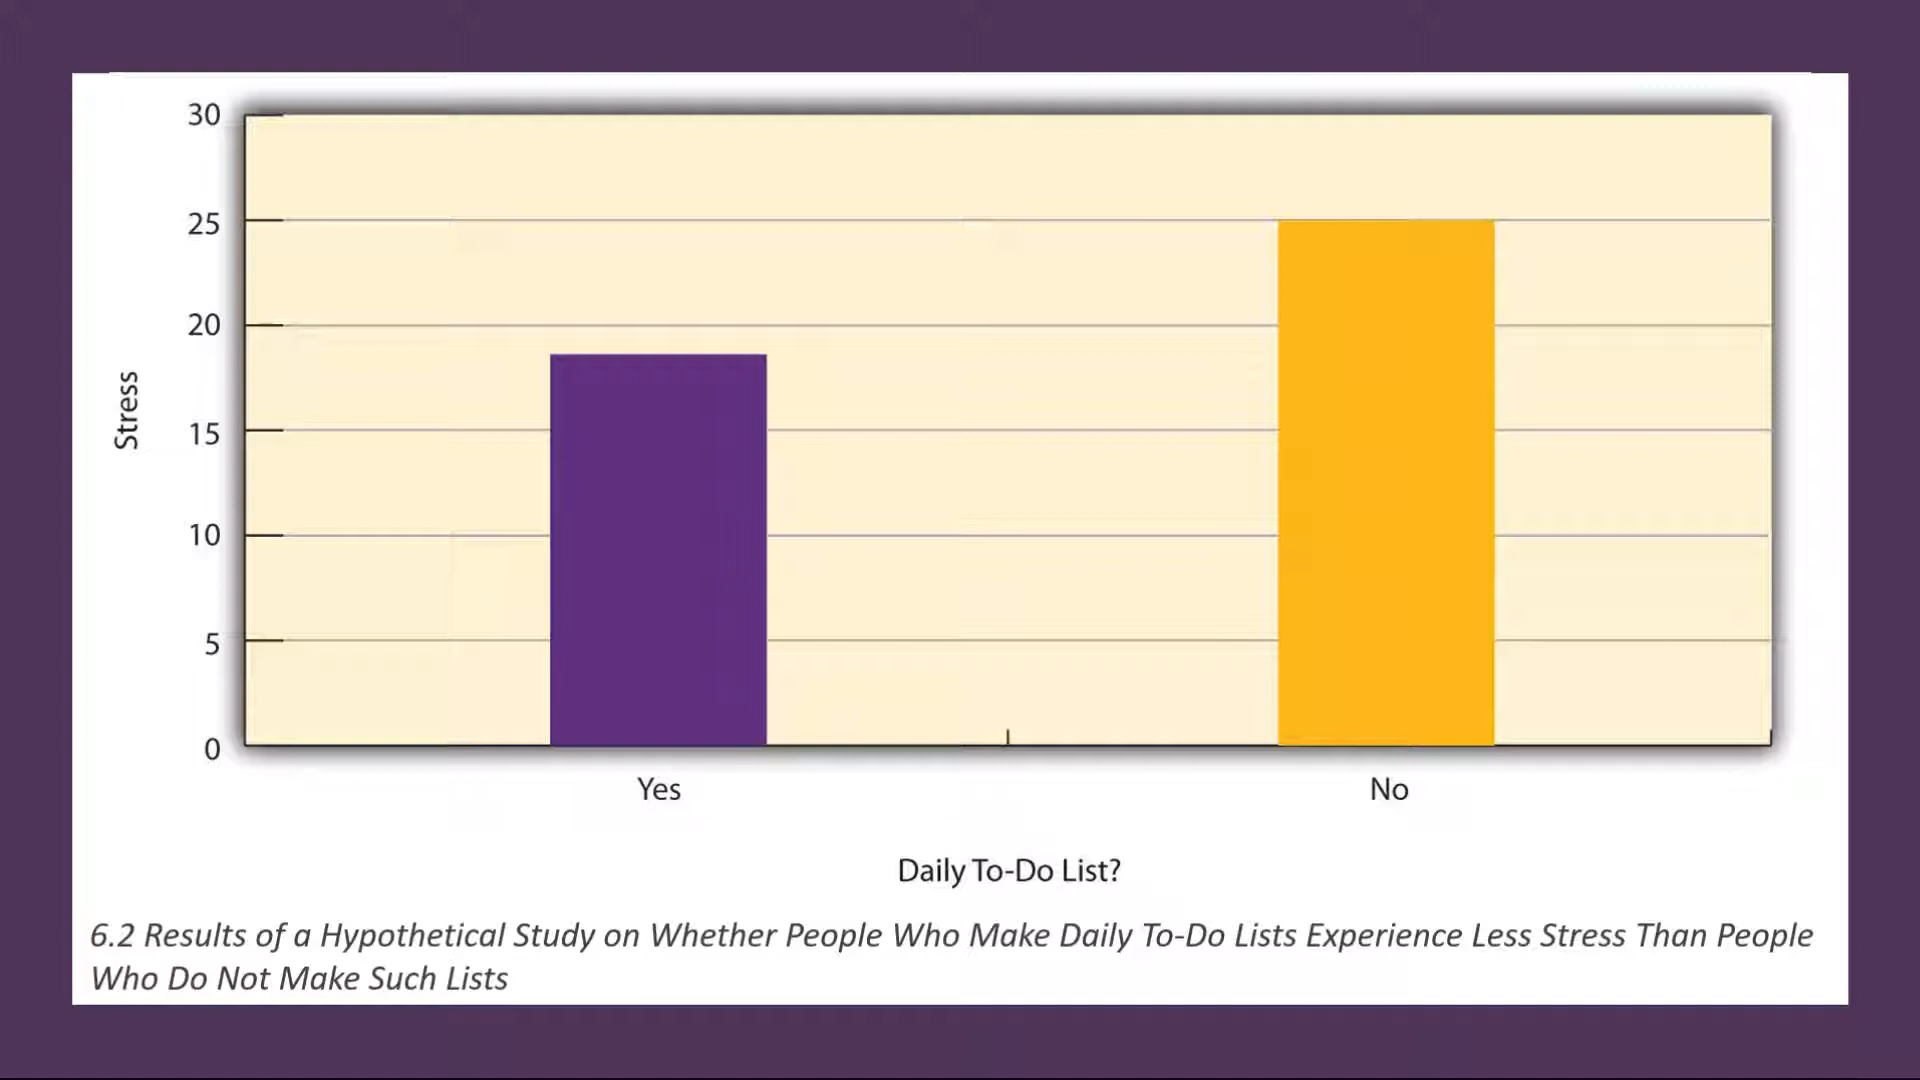 30
25
20
15
10
5
0
Stress
Yes
No
Daily To-Do List?
6.2 Results of a Hypothetical Study on Whether People Who Make Daily To-Do Lists Experience Less Stress Than People
Who Do Not Make Such Lists